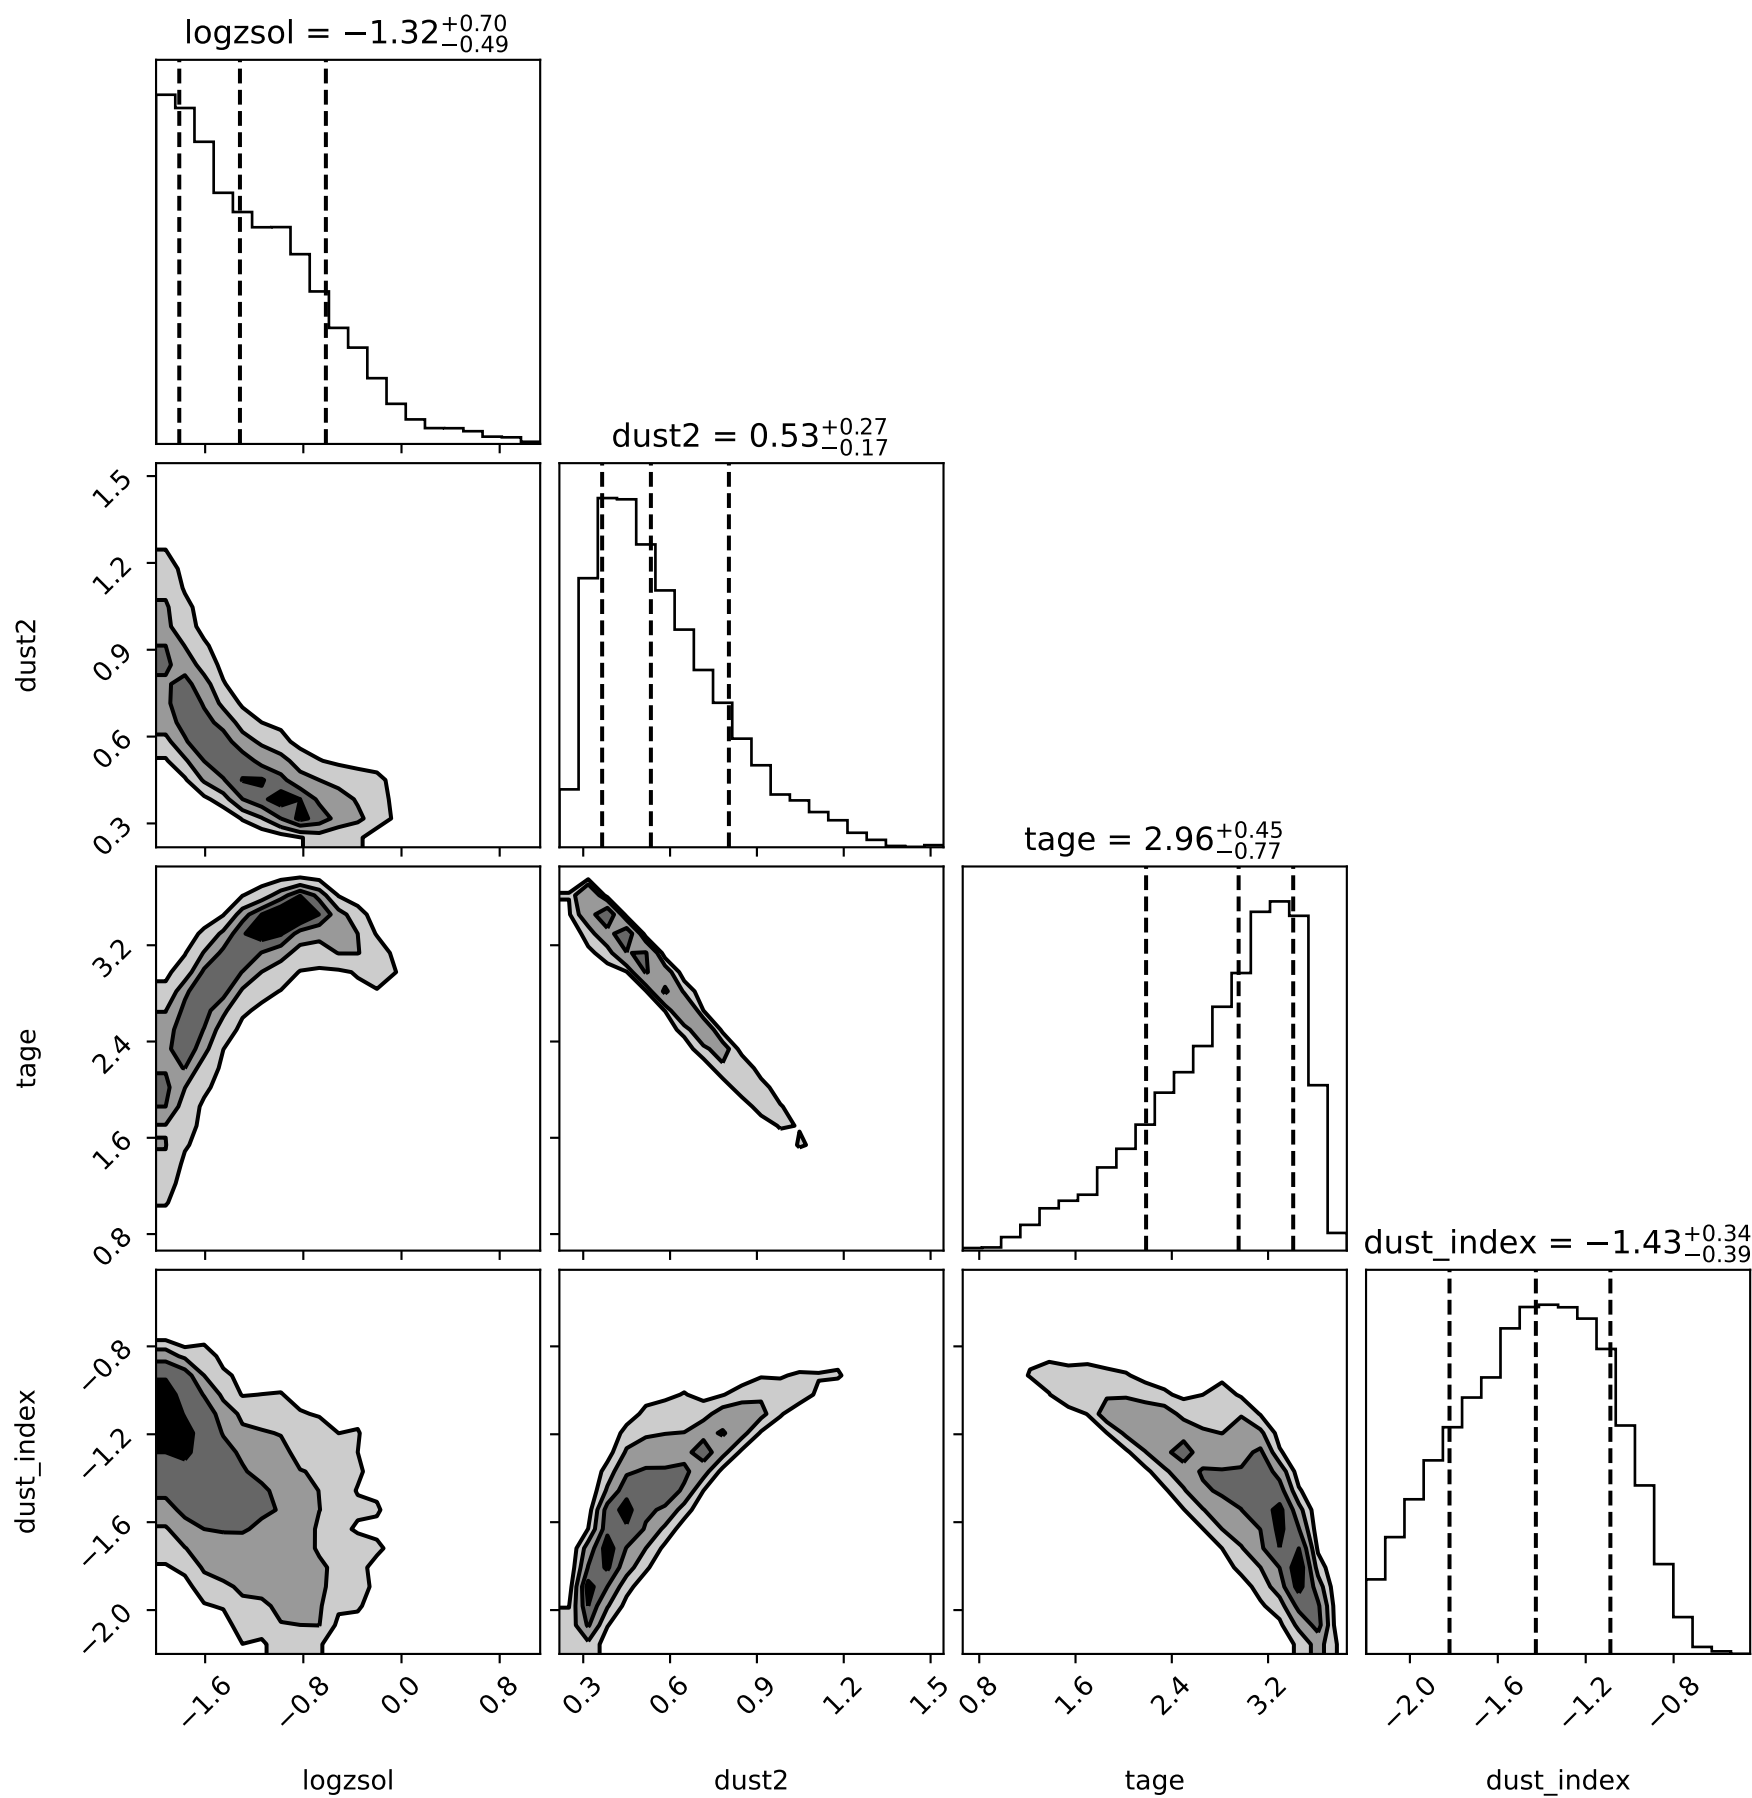 logzsol = −1.32+0.70−0.49
dust2 = 0.53+0.27−0.17
1.5
1.2
0.9
0.6
0.3
dust2
tage = 2.96+0.45−0.77
3.2
2.4
1.6
0.8
tage
dust_index = −1.43+0.34−0.39
−0.8
−1.2
−1.6
−2.0
dust_index
−1.6 −0.8 0.0 0.8
0.3 0.6 0.9 1.2 1.5
0.8 1.6 2.4 3.2
−2.0 −1.6 −1.2 −0.8
logzsol
dust2
tage
dust_index